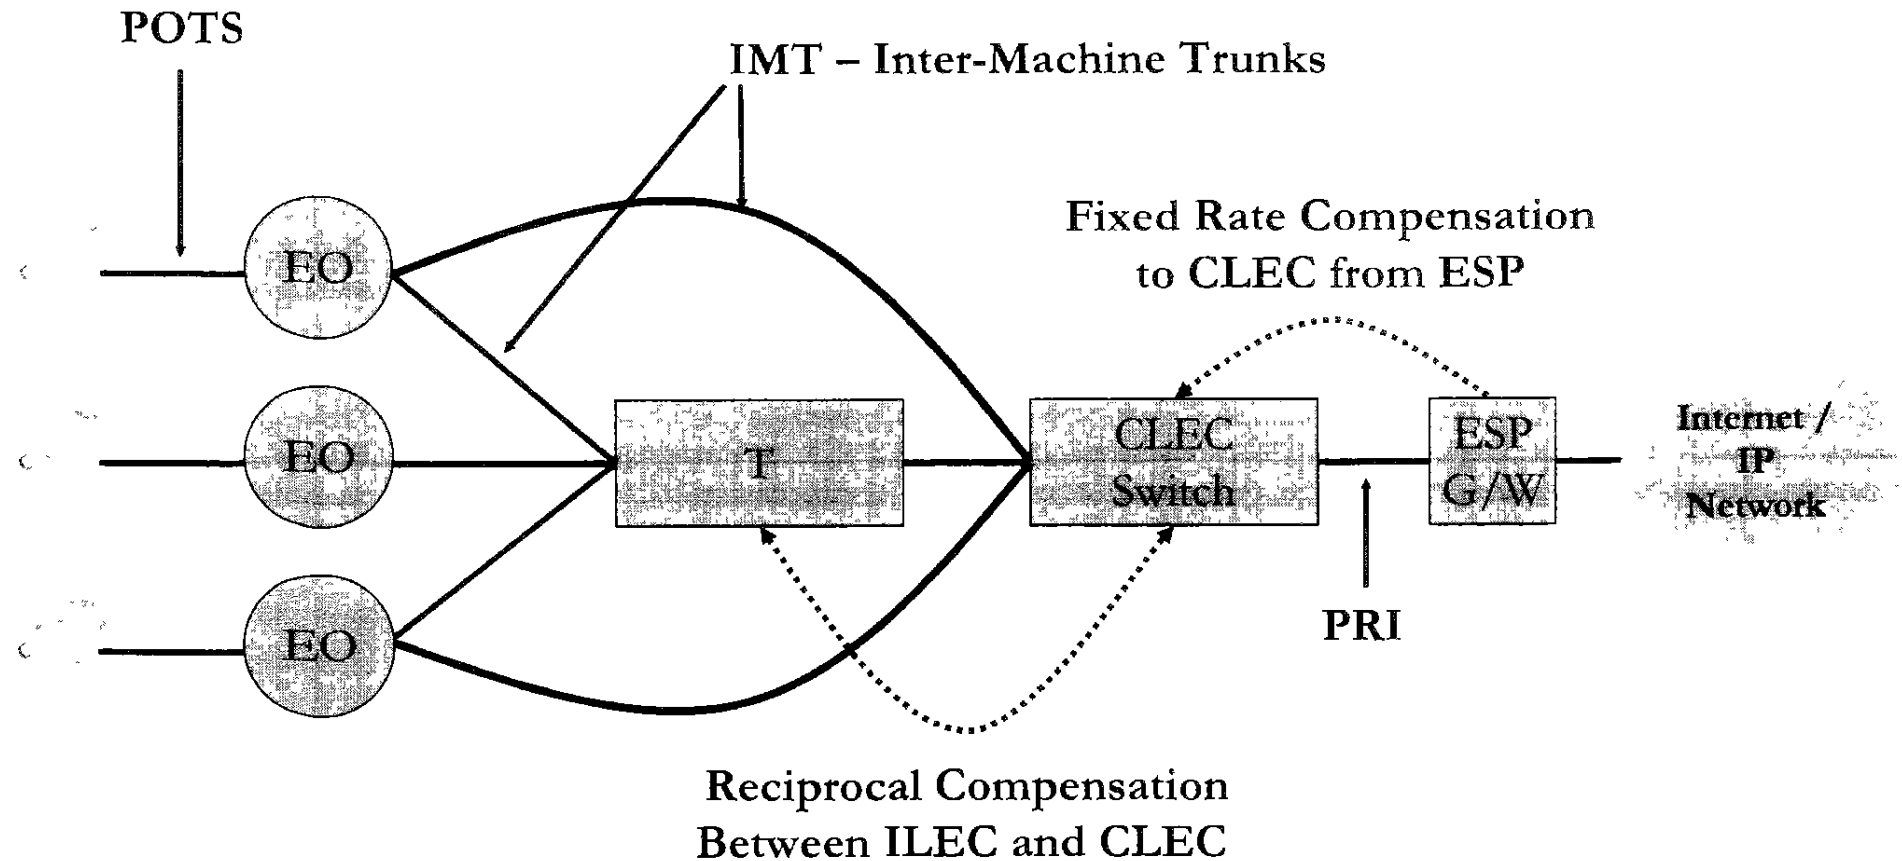 POTS
IMT – Inter-Machine Trunks
Fixed Rate Compensation
to CLEC from ESP
EO
EO
EO
T
CLEC
Switch
ESP
G/W
Internet /
IP
Network
PRI
Reciprocal Compensation
Between ILEC and CLEC